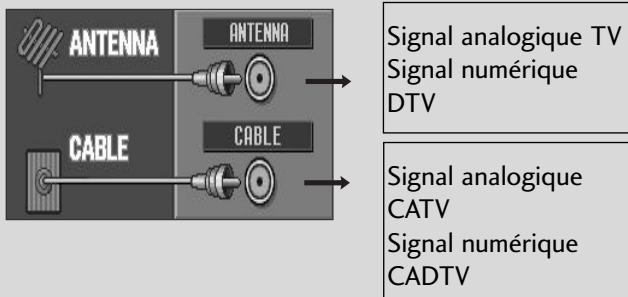 ANTENNA
ANTENNA
Signal analogique TV
Signal numérique
DTV
CABLE
CABLE
Signal analogique
CATV
Signal numérique
CADTV